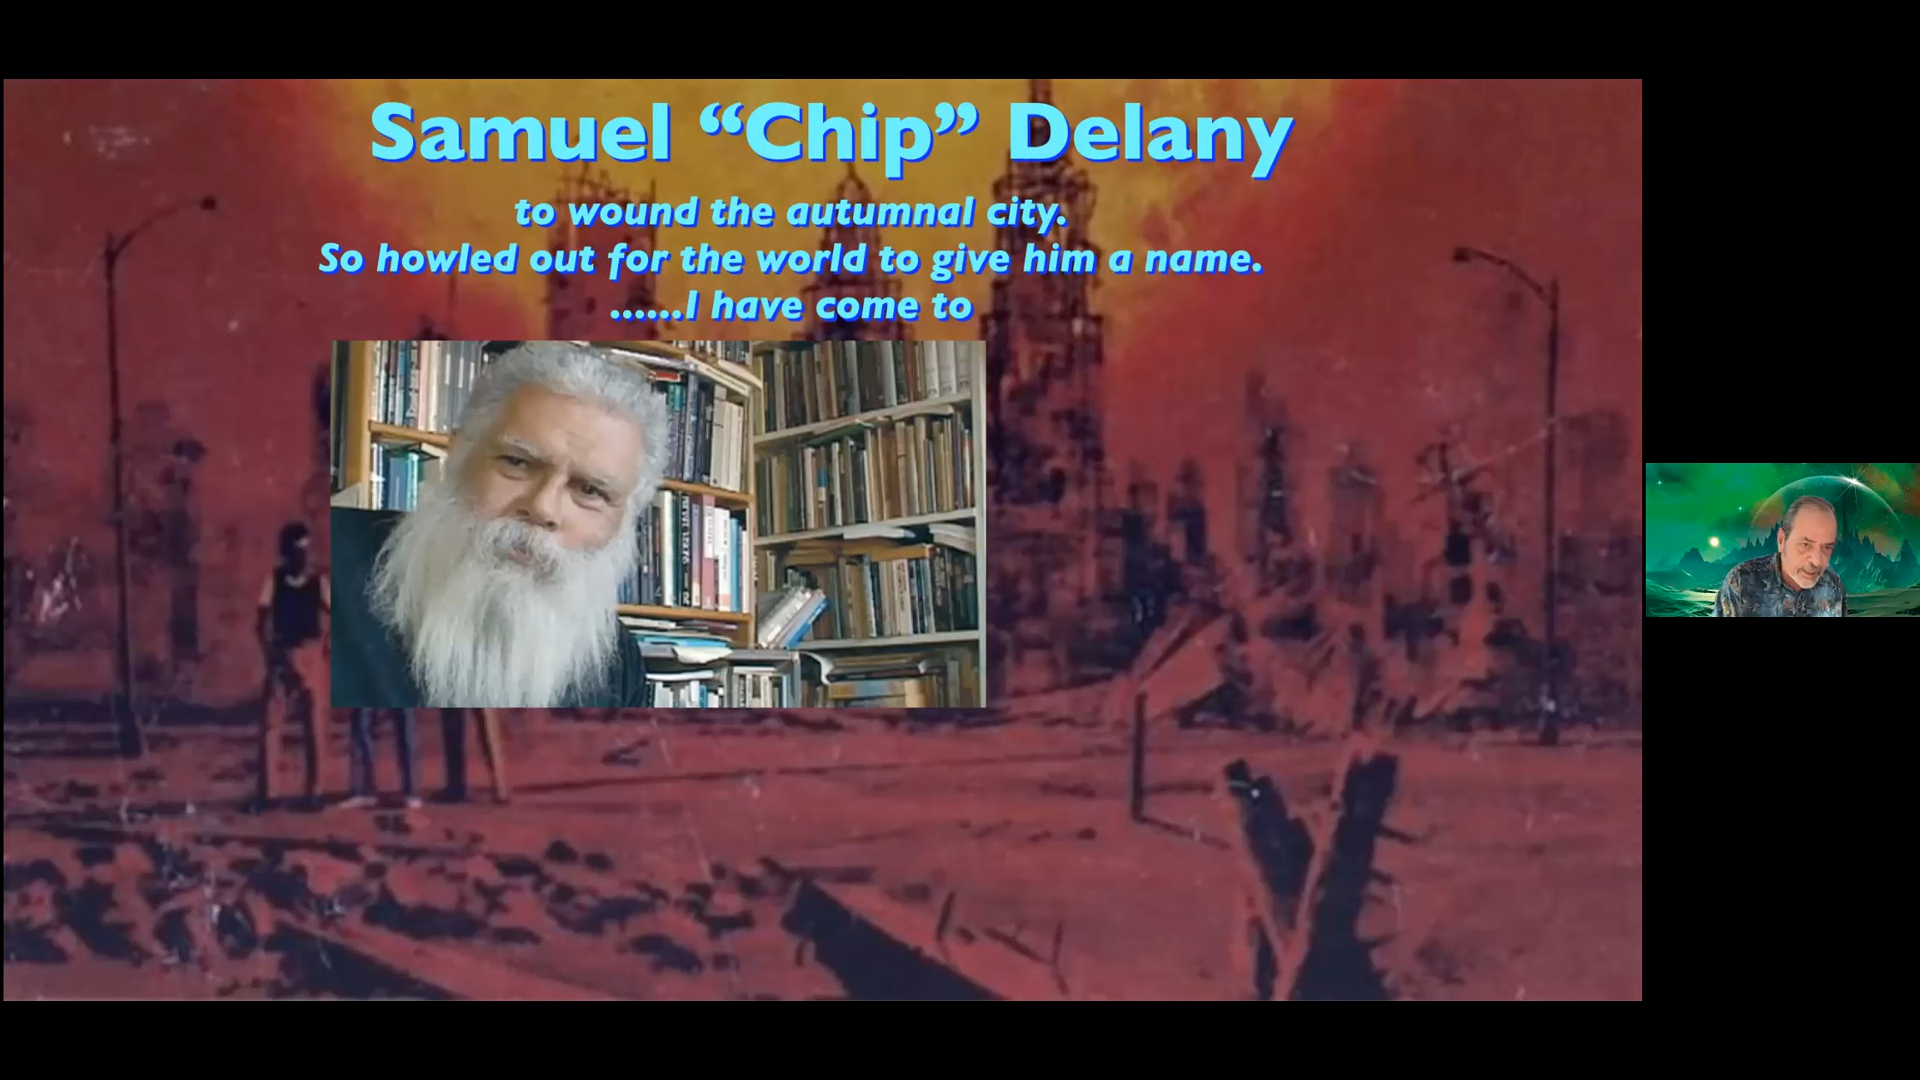 Samuel “Chip” Delany
to wound the autumnal city.
So howled out for the world to give him a name.
......I have come to